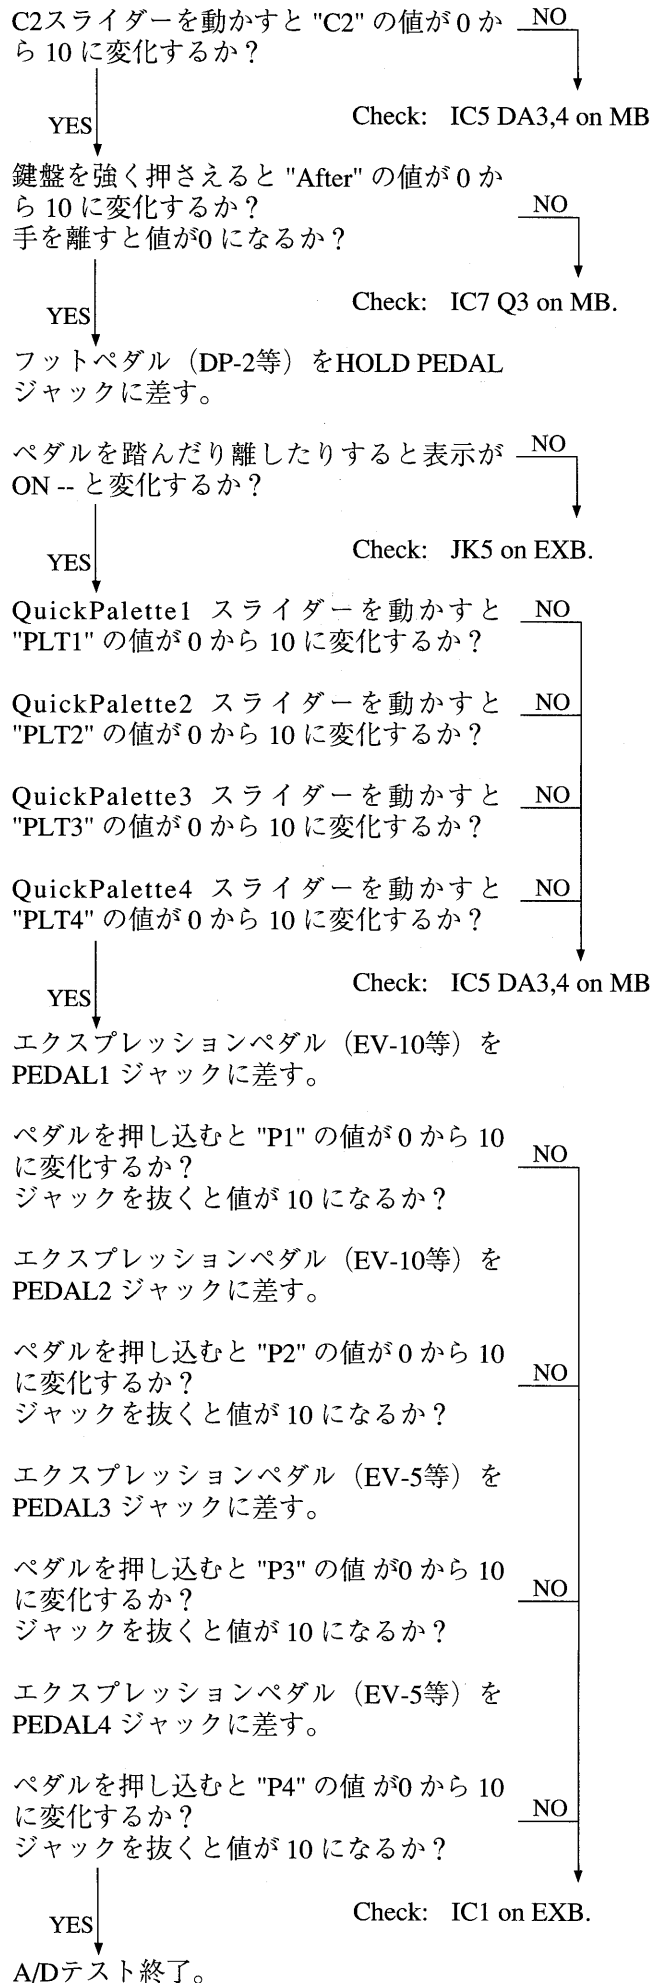 C2スライダーを動かすと "C2" の値が 0 か
ら 10 に変化するか？
NO
Check: IC5 DA3,4 on MB
YES
鍵盤を強く押さえると "After" の値が 0 か
ら 10 に変化するか？
手を離すと値が0 になるか？
NO
Check: IC7 Q3 on MB.
YES
フットペダル（DP-2等）をHOLD PEDAL
ジャックに差す。
ペダルを踏んだり離したりすると表示が
ON -- と変化するか？
NO
Check: JK5 on EXB.
YES
QuickPalette1 スライダーを動かすと
"PLT1" の値が 0 から 10 に変化するか？
NO
QuickPalette2 スライダーを動かすと
"PLT2" の値が 0 から 10 に変化するか？
NO
QuickPalette3 スライダーを動かすと
"PLT3" の値が 0 から 10 に変化するか？
NO
QuickPalette4 スライダーを動かすと
"PLT4" の値が 0 から 10 に変化するか？
NO
Check: IC5 DA3,4 on MB
YES
エクスプレッションペダル（EV-10等）を
PEDAL1 ジャックに差す。
ペダルを押し込むと "P1" の値が 0 から 10
に変化するか？
ジャックを抜くと値が 10 になるか？
NO
エクスプレッションペダル（EV-10等）を
PEDAL2 ジャックに差す。
ペダルを押し込むと "P2" の値が 0 から 10
に変化するか？
ジャックを抜くと値が 10 になるか？
NO
エクスプレッションペダル（EV-5等）を
PEDAL3 ジャックに差す。
ペダルを押し込むと "P3" の値 が0 から 10
に変化するか？
ジャックを抜くと値が 10 になるか？
NO
エクスプレッションペダル（EV-5等）を
PEDAL4 ジャックに差す。
ペダルを押し込むと "P4" の値 が0 から 10
に変化するか？
ジャックを抜くと値が 10 になるか？
NO
Check: IC1 on EXB.
YES
A/Dテスト終了。